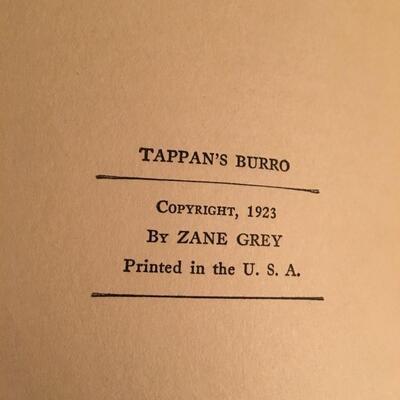 TAPPAN'S BURRO
COPYRIGHT, 1923
BY ZANE GREY
Printed in the U. S. A.